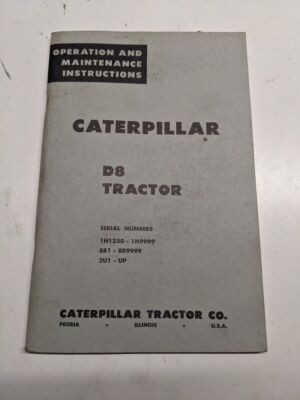 OPERATION AND
MAINTENANCE
INSTRUCTIONS
CATERPILLAR
D8
TRACTOR
SERIAL NUMBERS
1H1350 - 1H9999
8R1 - 8R9999
2U1 - UP
CATERPILLAR TRACTOR CO.
PEORIA • ILLINOIS • U.S.A.